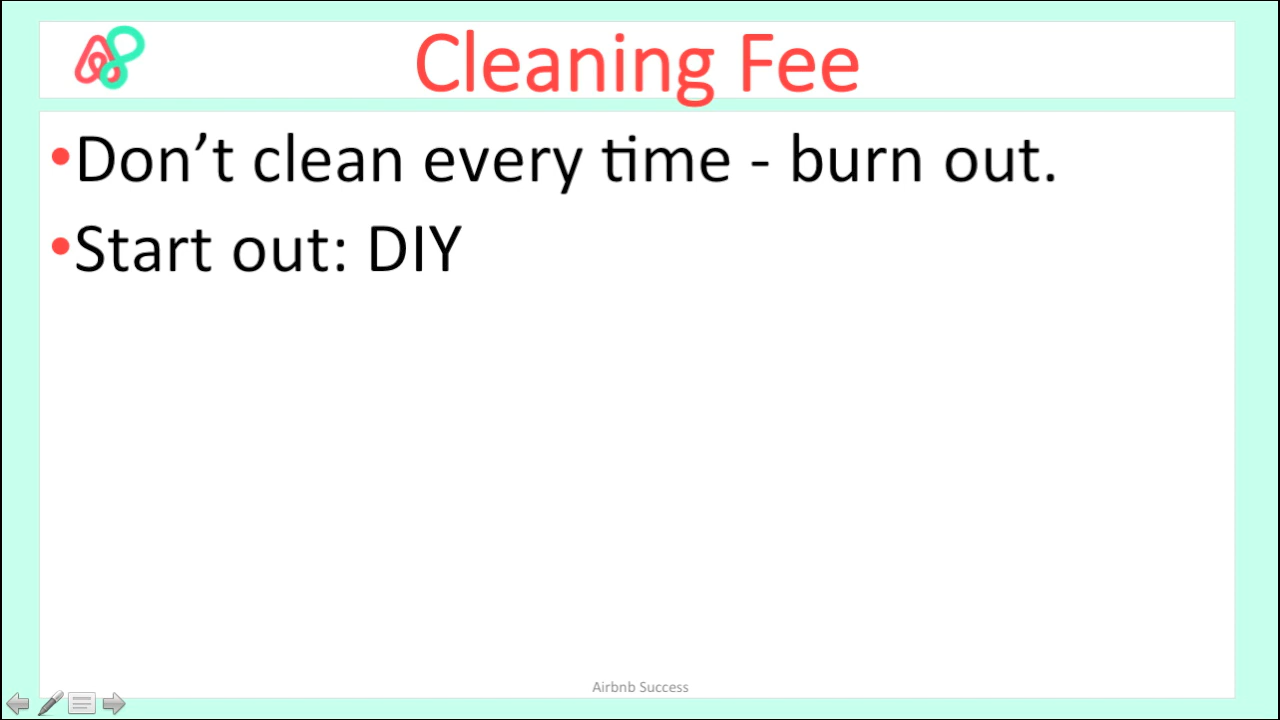 Cleaning Fee
•Don’t clean every time - burn out.
•Start out: DIY
Airbnb Success